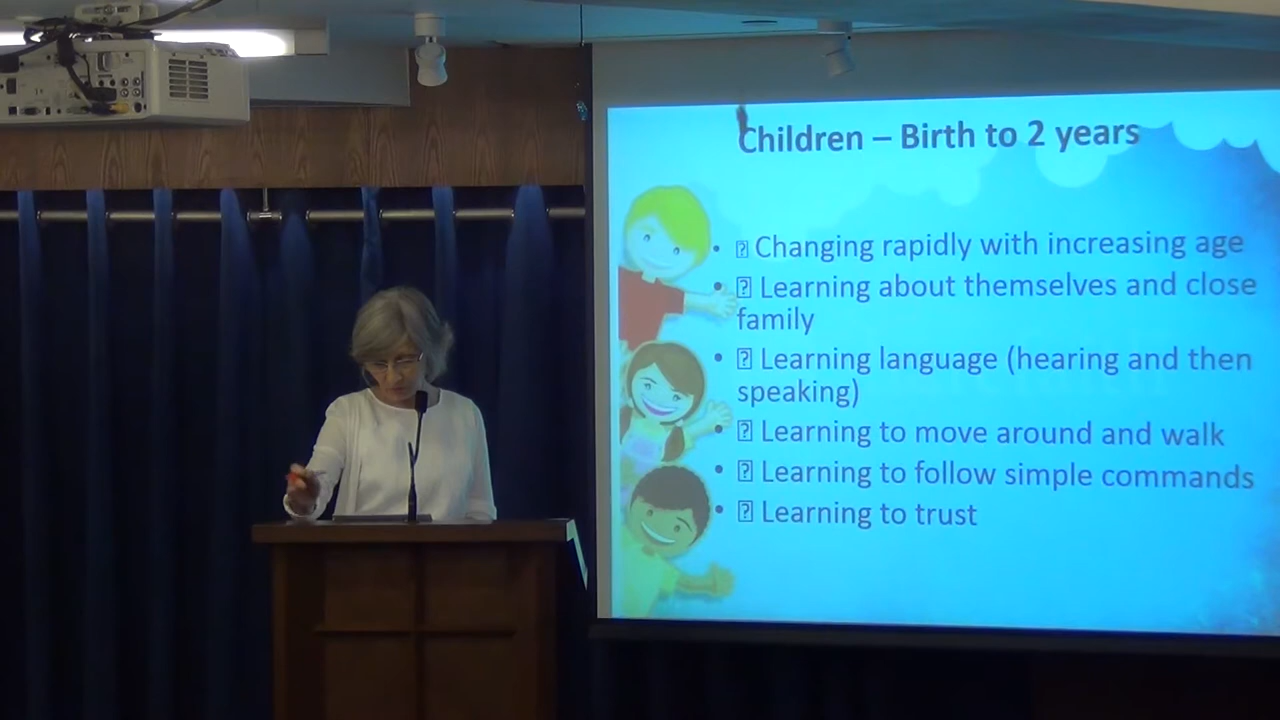 Children – Birth to 2 years
• ⍰ Changing rapidly with increasing age
• ⍰ Learning about themselves and close
family
• ⍰ Learning language (hearing and then
speaking)
• ⍰ Learning to move around and walk
• ⍰ Learning to follow simple commands
• ⍰ Learning to trust